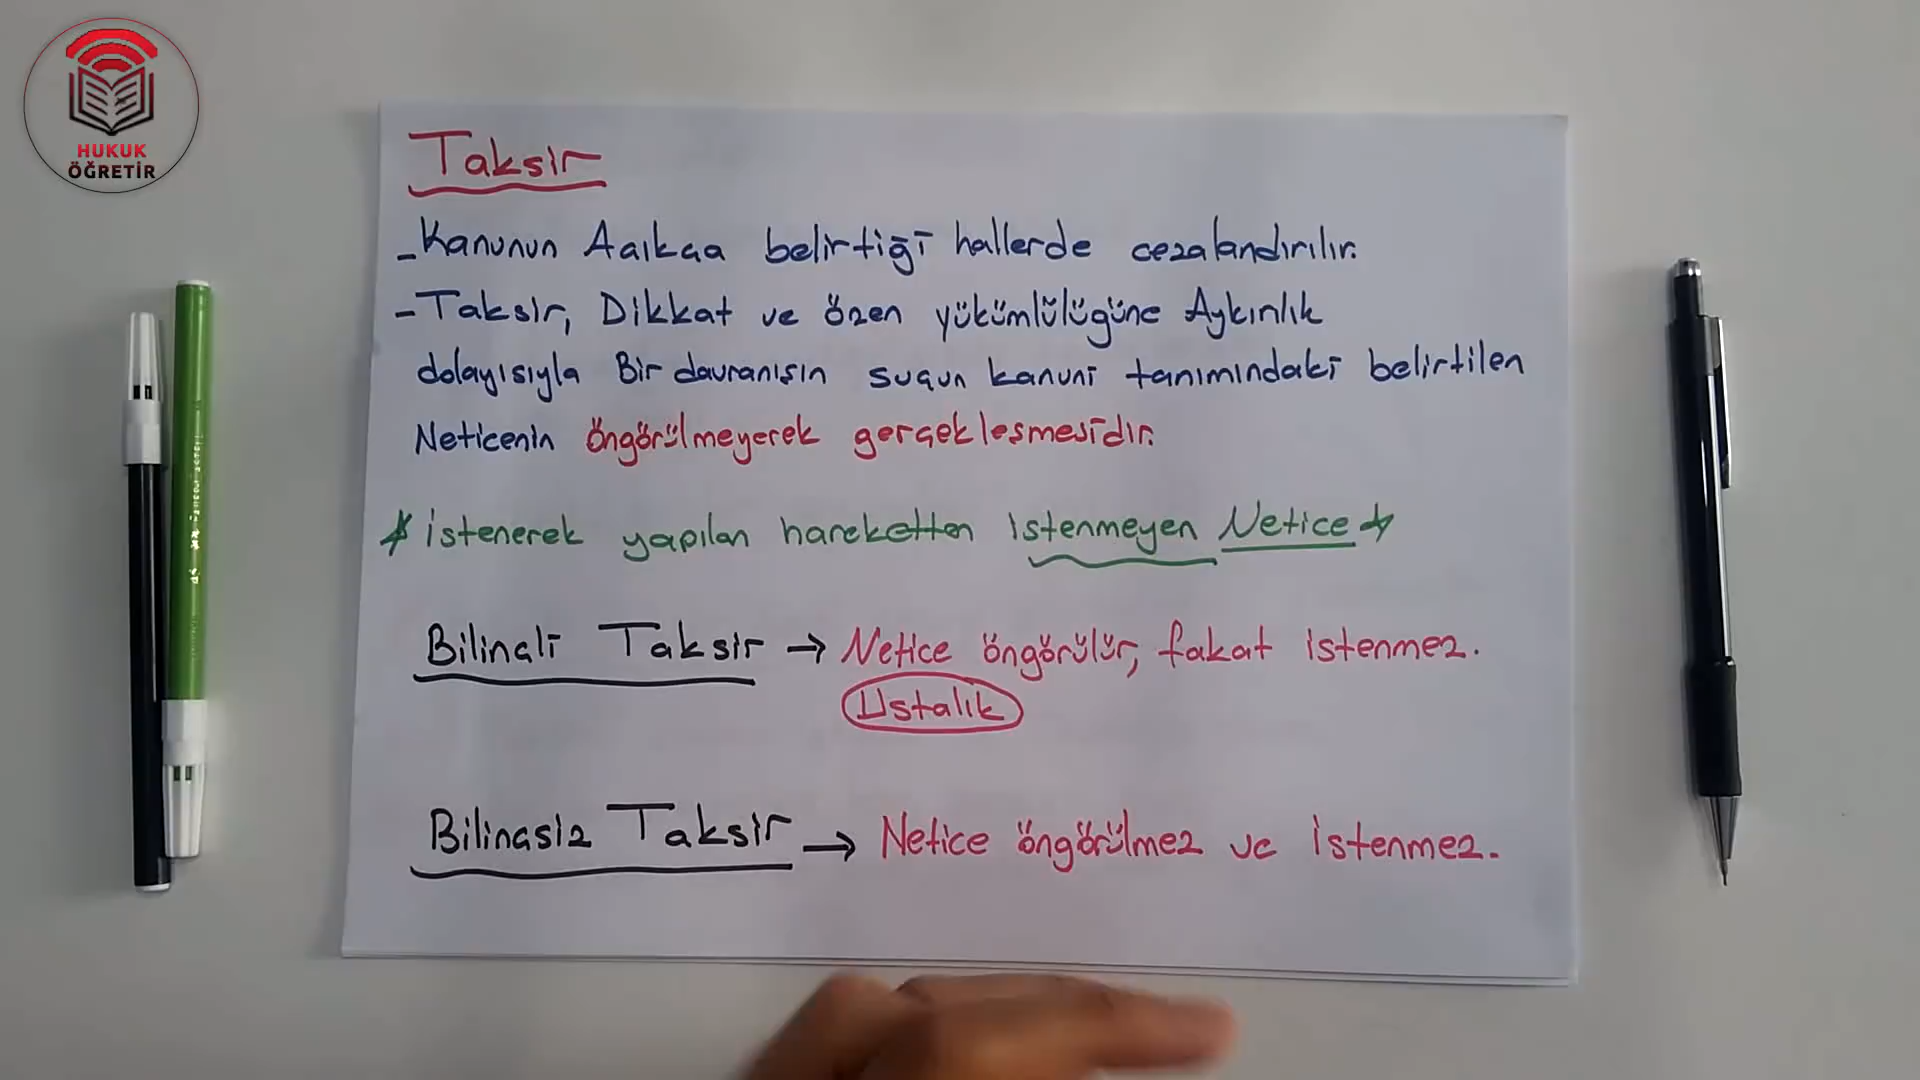 HUKUK
ÖĞRETİR
Taksir
- Kanunun Açıkça belirtiği hallerde cezalandırılır.
- Taksir, Dikkat ve özen yükümlülüğüne Aykırılık
dolayısıyla Bir davranışın suçun kanuni tanımındaki belirtilen
Neticenin öngörülmeyerek gerçekleşmesidir.
* istenerek yapılan hareketten istenmeyen Netice *
Bilinçli Taksir → Netice öngörülür, fakat istenmez.
Ustalık
Bilinçsiz Taksir → Netice öngörülmez ve istenmez.